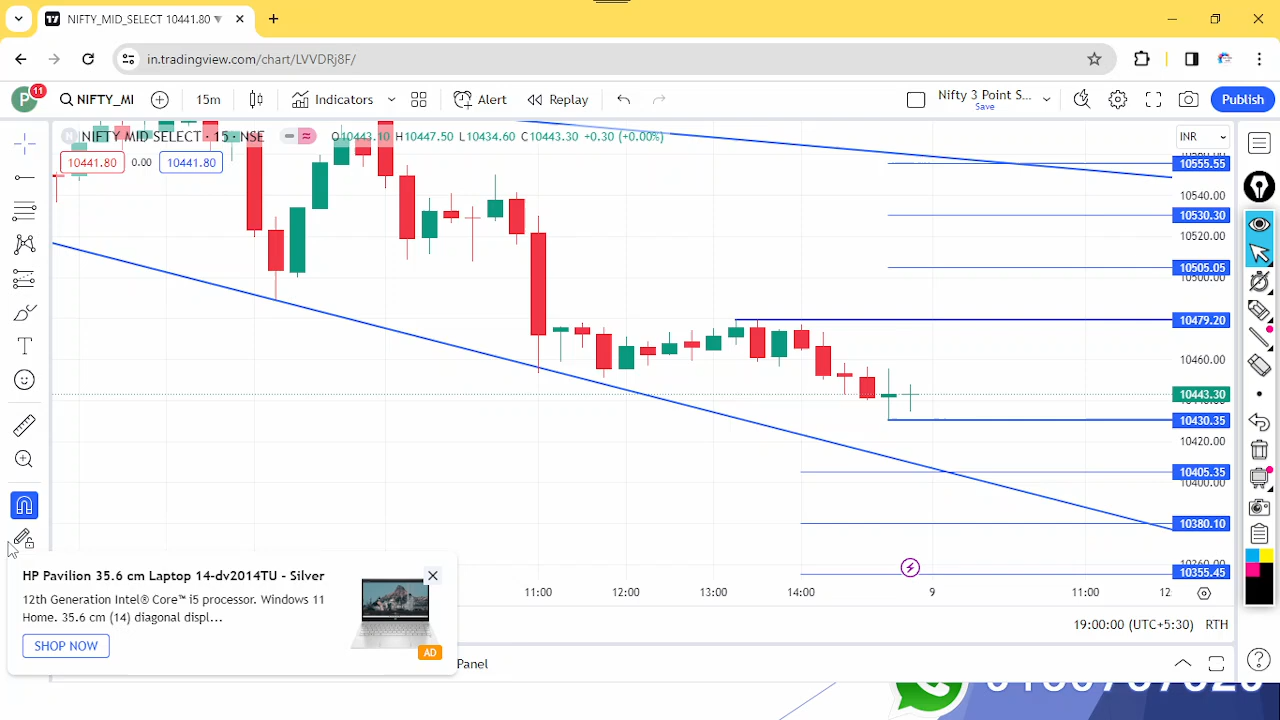 NIFTY_MID_SELECT 10441.80 ▼
in.tradingview.com/chart/LVVDRj8F/
P 11 NIFTY_MI 15m Indicators Alert Replay Nifty 3 Point S... Save Publish
NIFTY MID SELECT · 15 · NSE O10443.10 H10447.50 L10434.60 C10443.30 +0.30 (+0.00%)
INR
10441.80 0.00 10441.80
10555.55
10540.00
10530.30
10520.00
10505.05
10500.00
10479.20
10460.00
10443.30
10430.35
10420.00
10405.35
10400.00
10380.10
10355.45
HP Pavilion 35.6 cm Laptop 14-dv2014TU - Silver
12th Generation Intel® Core™ i5 processor. Windows 11
Home. 35.6 cm (14) diagonal displ...
SHOP NOW
AD
11:00 12:00 13:00 14:00 9 11:00 12
19:00:00 (UTC+5:30) RTH
Panel